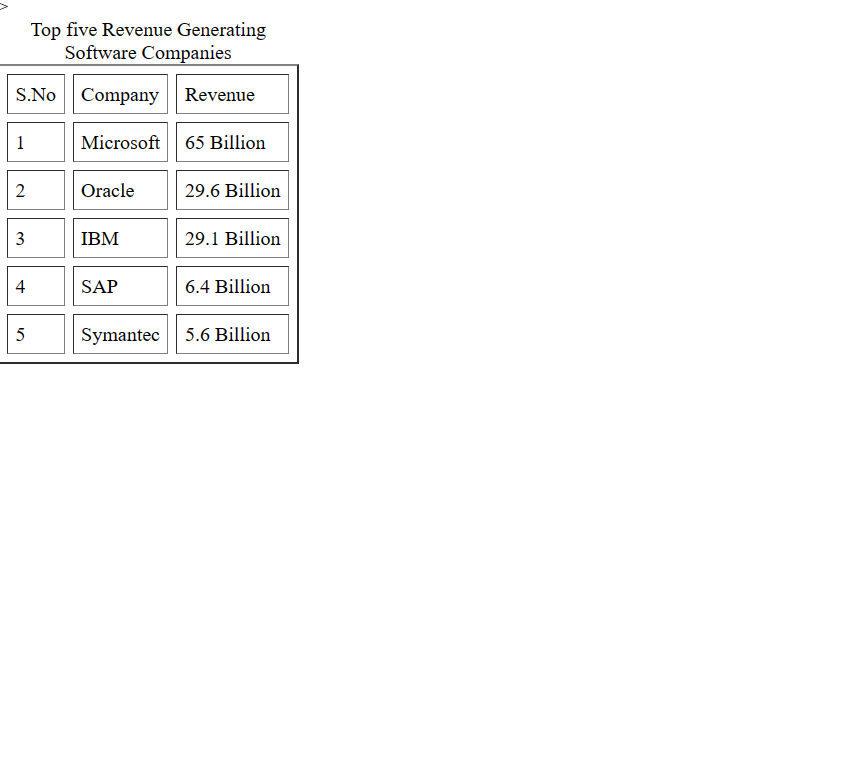 >
Top five Revenue Generating
Software Companies
S.No Company Revenue
1 Microsoft 65 Billion
2 Oracle 29.6 Billion
3 IBM 29.1 Billion
4 SAP 6.4 Billion
5 Symantec 5.6 Billion